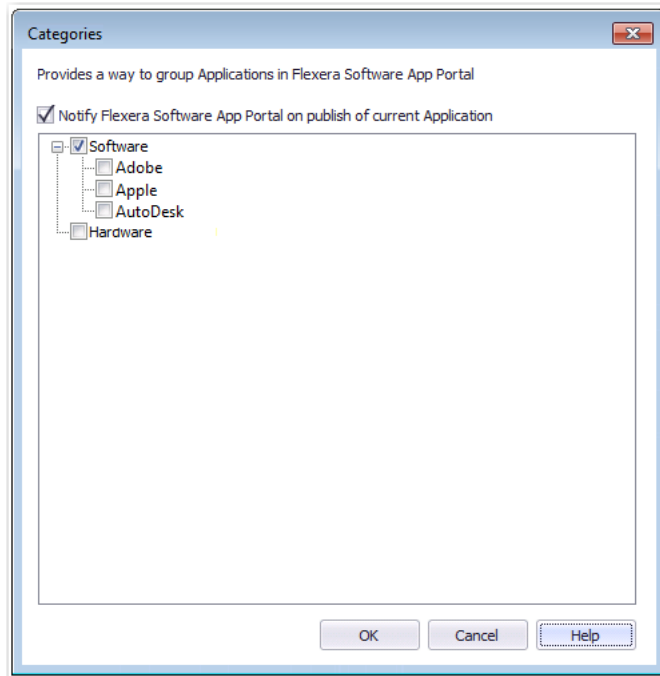 Categories
Provides a way to group Applications in Flexera Software App Portal
Notify Flexera Software App Portal on publish of current Application
Software
Adobe
Apple
AutoDesk
Hardware
OK Cancel Help